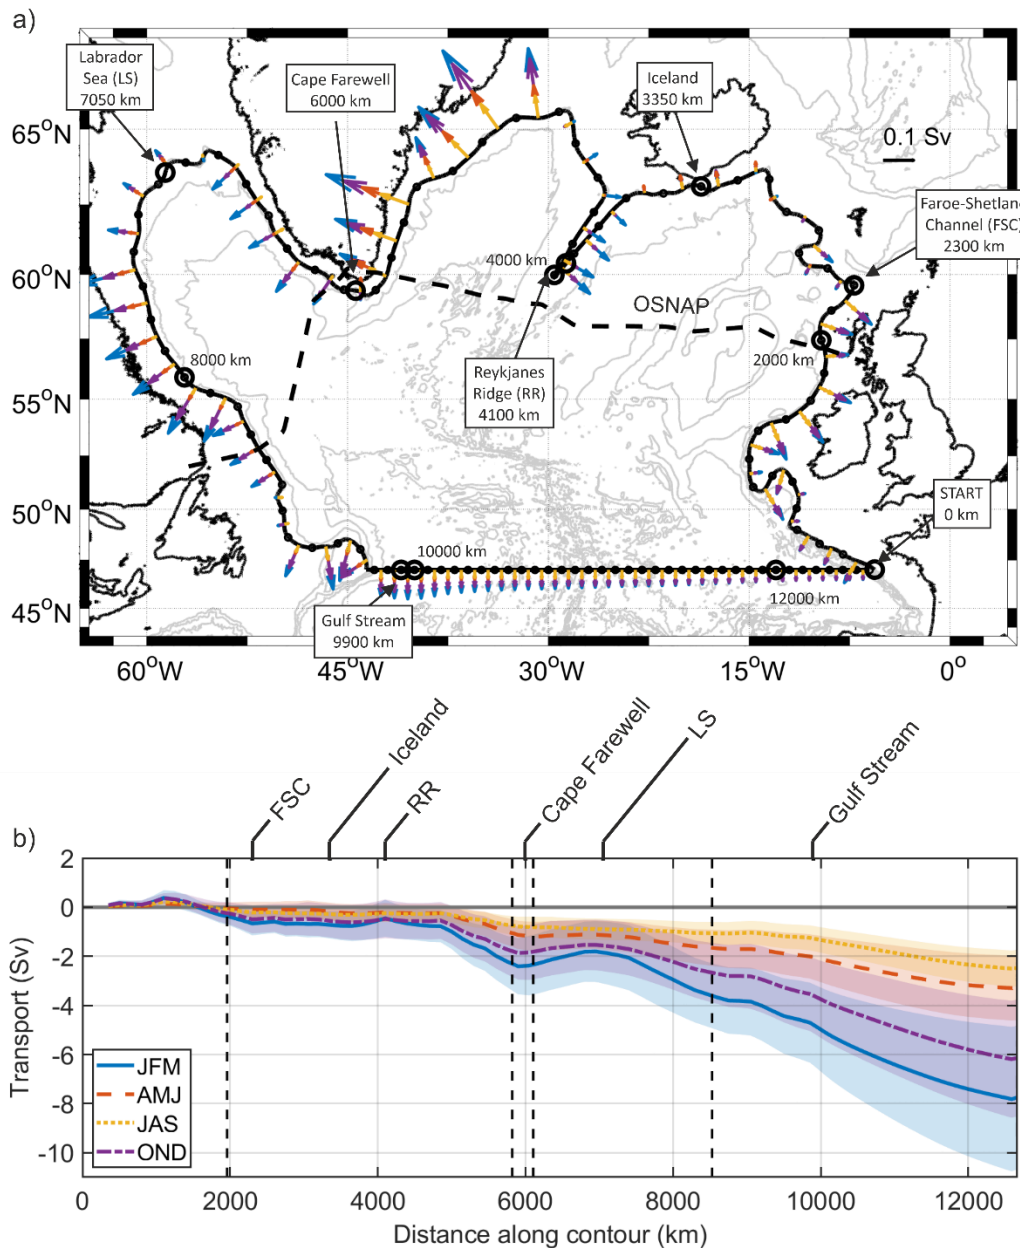 a)
Labrador
Sea (LS)
7050 km
Cape Farewell
6000 km
Iceland
3350 km
0.1 Sv
65°N
Faroe-Shetland
Channel (FSC)
2300 km
4000 km
60°N
OSNAP
2000 km
8000 km
Reykjanes
Ridge (RR)
4100 km
55°N
START
0 km
50°N
10000 km
12000 km
Gulf Stream
9900 km
45°N
60°W
45°W
30°W
15°W
0°
b)
FSC
Iceland
RR
Cape Farewell
LS
Gulf Stream
Transport (Sv)
2
0
-2
-4
-6
-8
-10
JFM
AMJ
JAS
OND
0
2000
4000
6000
8000
10000
12000
Distance along contour (km)